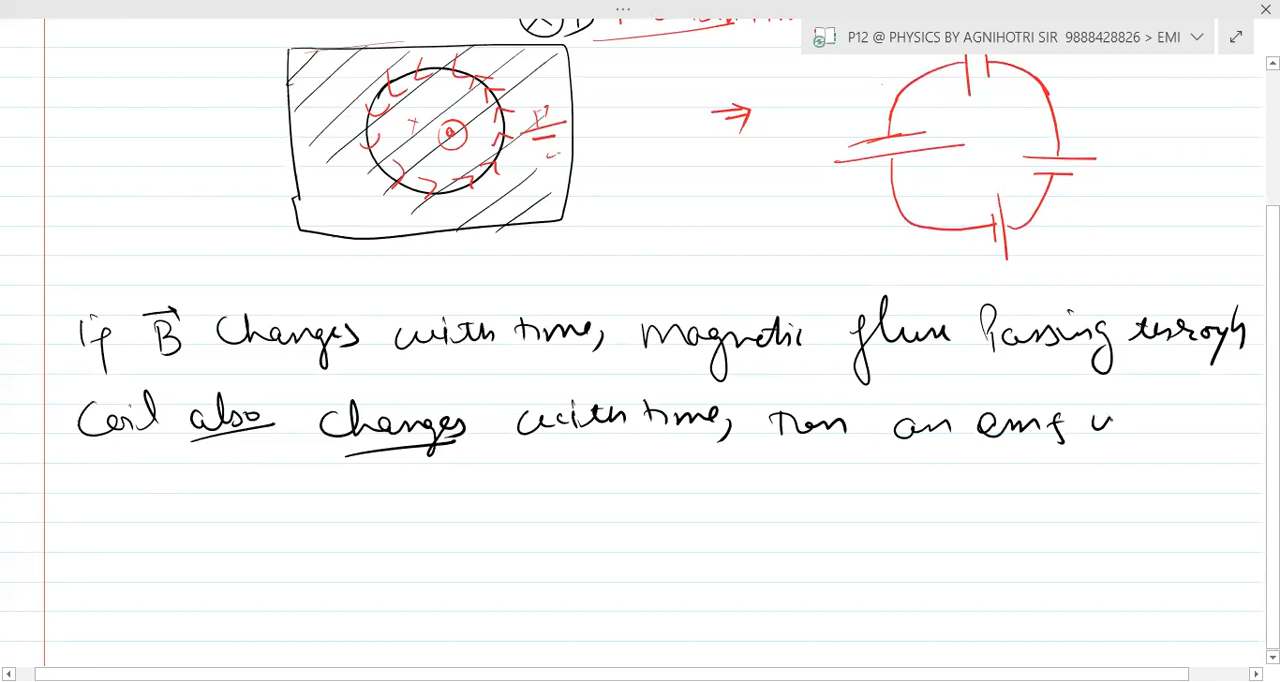 P12 @ PHYSICS BY AGNIHOTRI SIR 9888428826 > EMI
If B changes with time, magnetic flux Passing through
Coil also changes with time, then an emf